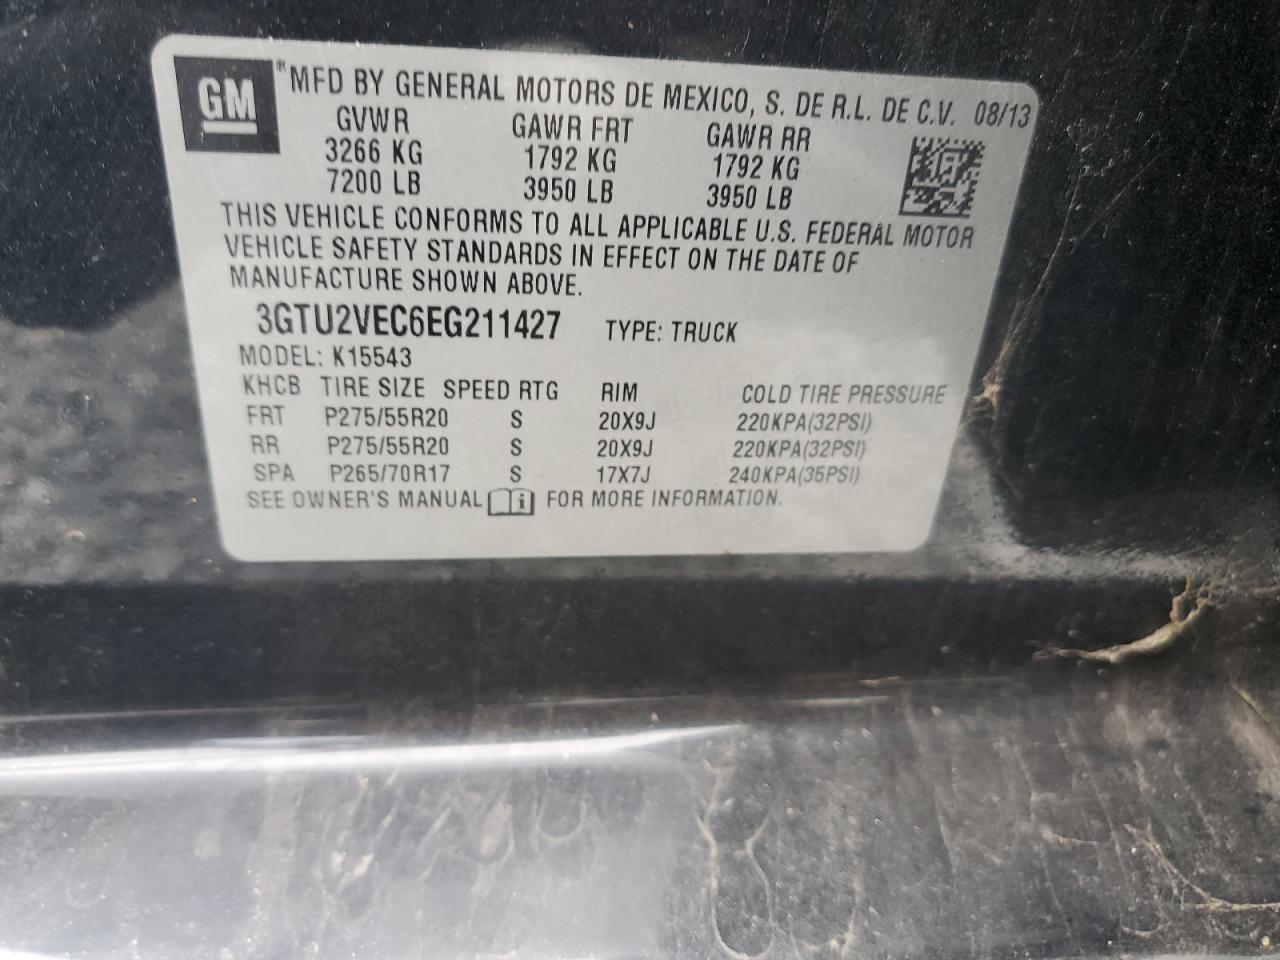 GM ® MFD BY GENERAL MOTORS DE MEXICO, S. DE R.L. DE C.V. 08/13
GVWR GAWR FRT GAWR RR
3266 KG 1792 KG 1792 KG
7200 LB 3950 LB 3950 LB
THIS VEHICLE CONFORMS TO ALL APPLICABLE U.S. FEDERAL MOTOR
VEHICLE SAFETY STANDARDS IN EFFECT ON THE DATE OF
MANUFACTURE SHOWN ABOVE.
3GTU2VEC6EG211427 TYPE: TRUCK
MODEL: K15543
KHCB TIRE SIZE SPEED RTG RIM COLD TIRE PRESSURE
FRT P275/55R20 S 20X9J 220KPA(32PSI)
RR P275/55R20 S 20X9J 220KPA(32PSI)
SPA P265/70R17 S 17X7J 240KPA(35PSI)
SEE OWNER'S MANUAL i FOR MORE INFORMATION.